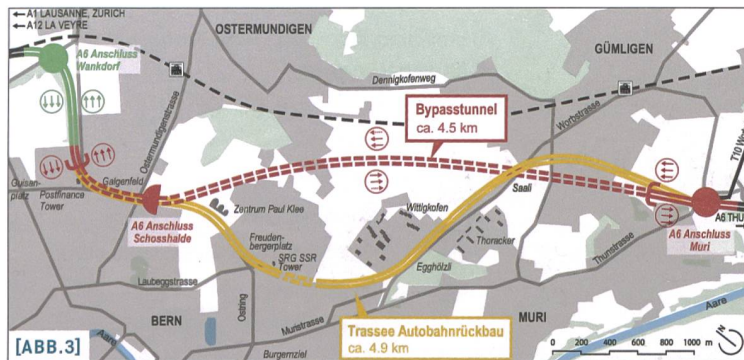 ← A1 LAUSANNE, ZÜRICH
← A12 LA VEYRE
OSTERMUNDIGEN
GÜMLIGEN
A6 Anschluss
Wankdorf
Ostermundigenstrasse
Dennigkofenweg
Worbstrasse
Bypasstunnel
ca. 4.5 km
T10
Guisan-
platz
Postfinance
Tower
Galgenfeld
A6 Anschluss
Schosshalde
Zentrum Paul Klee
Wittigkofen
Saali
Thoracker
A6 THU
A6 Anschluss
Muri
Freuden-
bergerplatz
SRG SSR
Tower
Egghölzli
Thunstrasse
Laubeggstrasse
Ostring
Muristrasse
BERN
MURI
Aare
Aare
Burgernziel
Trassee Autobahnrückbau
ca. 4.9 km
[ABB.3]
0 200 400 600 800 1000 m
N